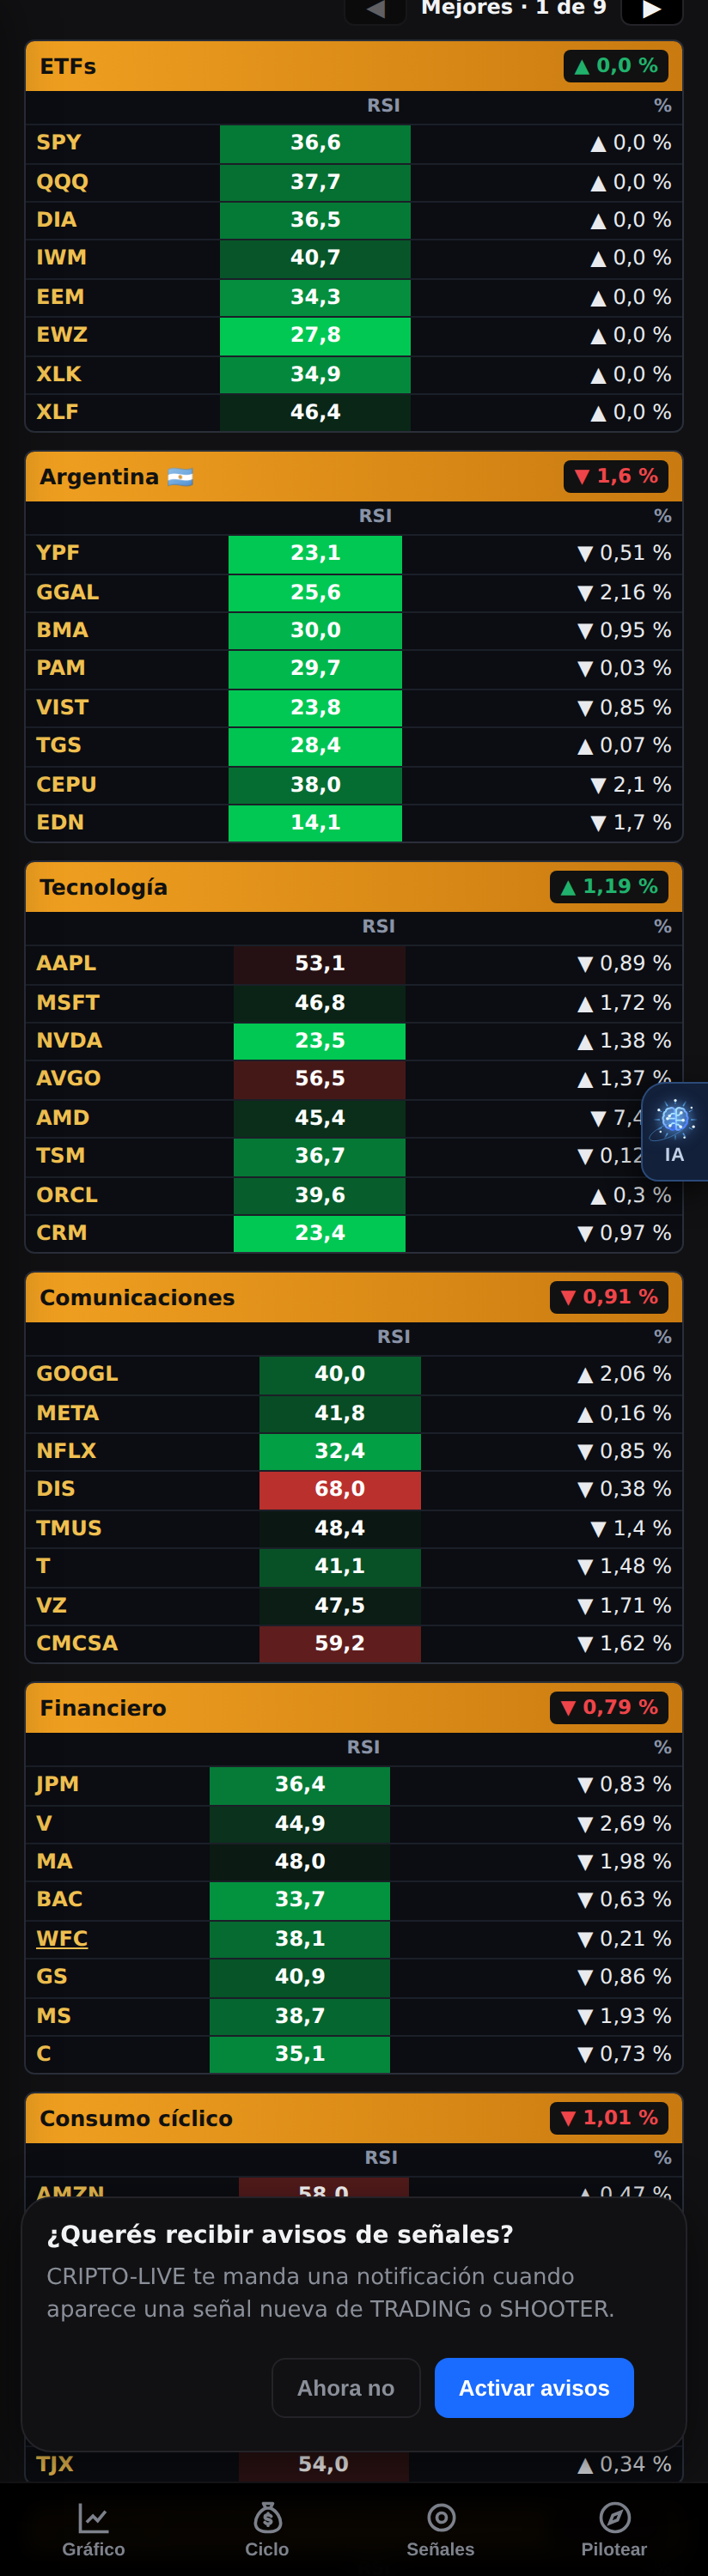 ◀ Mejores · 1 de 9 ▶
ETFs ▲ 0,0 %
RSI %
SPY 36,6 ▲ 0,0 %
QQQ 37,7 ▲ 0,0 %
DIA 36,5 ▲ 0,0 %
IWM 40,7 ▲ 0,0 %
EEM 34,3 ▲ 0,0 %
EWZ 27,8 ▲ 0,0 %
XLK 34,9 ▲ 0,0 %
XLF 46,4 ▲ 0,0 %
Argentina 🇦🇷 ▼ 1,6 %
RSI %
YPF 23,1 ▼ 0,51 %
GGAL 25,6 ▼ 2,16 %
BMA 30,0 ▼ 0,95 %
PAM 29,7 ▼ 0,03 %
VIST 23,8 ▼ 0,85 %
TGS 28,4 ▲ 0,07 %
CEPU 38,0 ▼ 2,1 %
EDN 14,1 ▼ 1,7 %
Tecnología ▲ 1,19 %
RSI %
AAPL 53,1 ▼ 0,89 %
MSFT 46,8 ▲ 1,72 %
NVDA 23,5 ▲ 1,38 %
AVGO 56,5 ▲ 1,37 %
AMD 45,4 ▼ 7,4
TSM 36,7 ▼ 0,12
IA
ORCL 39,6 ▲ 0,3 %
CRM 23,4 ▼ 0,97 %
Comunicaciones ▼ 0,91 %
RSI %
GOOGL 40,0 ▲ 2,06 %
META 41,8 ▲ 0,16 %
NFLX 32,4 ▼ 0,85 %
DIS 68,0 ▼ 0,38 %
TMUS 48,4 ▼ 1,4 %
T 41,1 ▼ 1,48 %
VZ 47,5 ▼ 1,71 %
CMCSA 59,2 ▼ 1,62 %
Financiero ▼ 0,79 %
RSI %
JPM 36,4 ▼ 0,83 %
V 44,9 ▼ 2,69 %
MA 48,0 ▼ 1,98 %
BAC 33,7 ▼ 0,63 %
WFC 38,1 ▼ 0,21 %
GS 40,9 ▼ 0,86 %
MS 38,7 ▼ 1,93 %
C 35,1 ▼ 0,73 %
Consumo cíclico ▼ 1,01 %
RSI %
AMZN 58,0 ▲ 0,47 %
¿Querés recibir avisos de señales?
CRIPTO-LIVE te manda una notificación cuando
aparece una señal nueva de TRADING o SHOOTER.
Ahora no Activar avisos
TJX 54,0 ▲ 0,34 %
Gráfico Ciclo Señales Pilotear